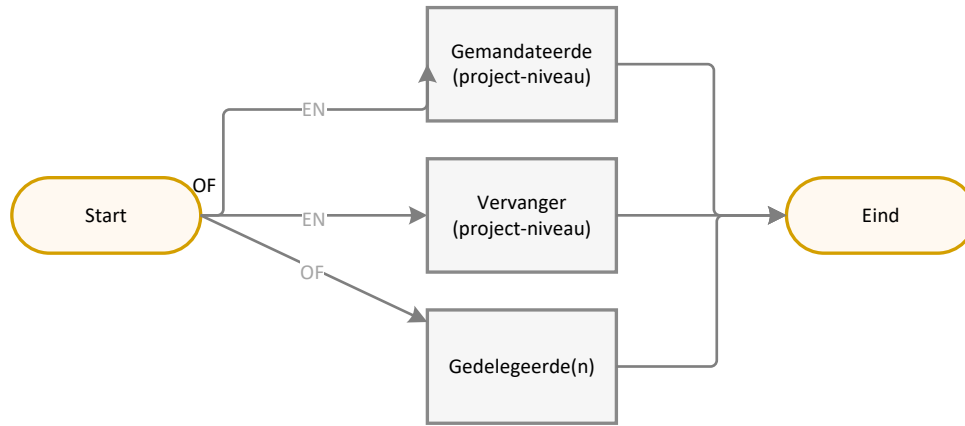 Gemandateerde
(project-niveau)
EN
OF
Start
EN
Vervanger
(project-niveau)
Eind
OF
Gedelegeerde(n)